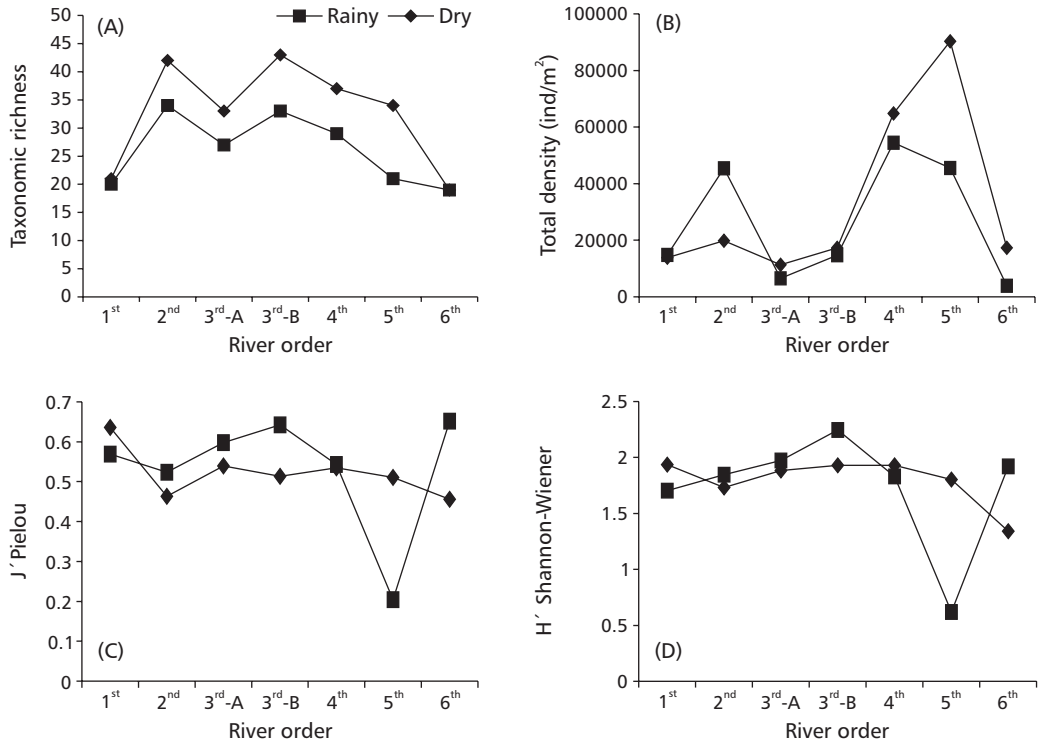 (A)
Rainy Dry
Taxonomic richness
50
45
40
35
30
25
20
15
10
5
0
1st 2nd 3rd-A 3rd-B 4th 5th 6th
River order
(B)
Total density (ind/m2)
100000
80000
60000
40000
20000
0
1st 2nd 3rd-A 3rd-B 4th 5th 6th
River order
(C)
J´Pielou
0.7
0.6
0.5
0.4
0.3
0.2
0.1
0
1st 2nd 3rd-A 3rd-B 4th 5th 6th
River order
(D)
H´ Shannon-Wiener
2.5
2
1.5
1
0.5
0
1st 2nd 3rd-A 3rd-B 4th 5th 6th
River order